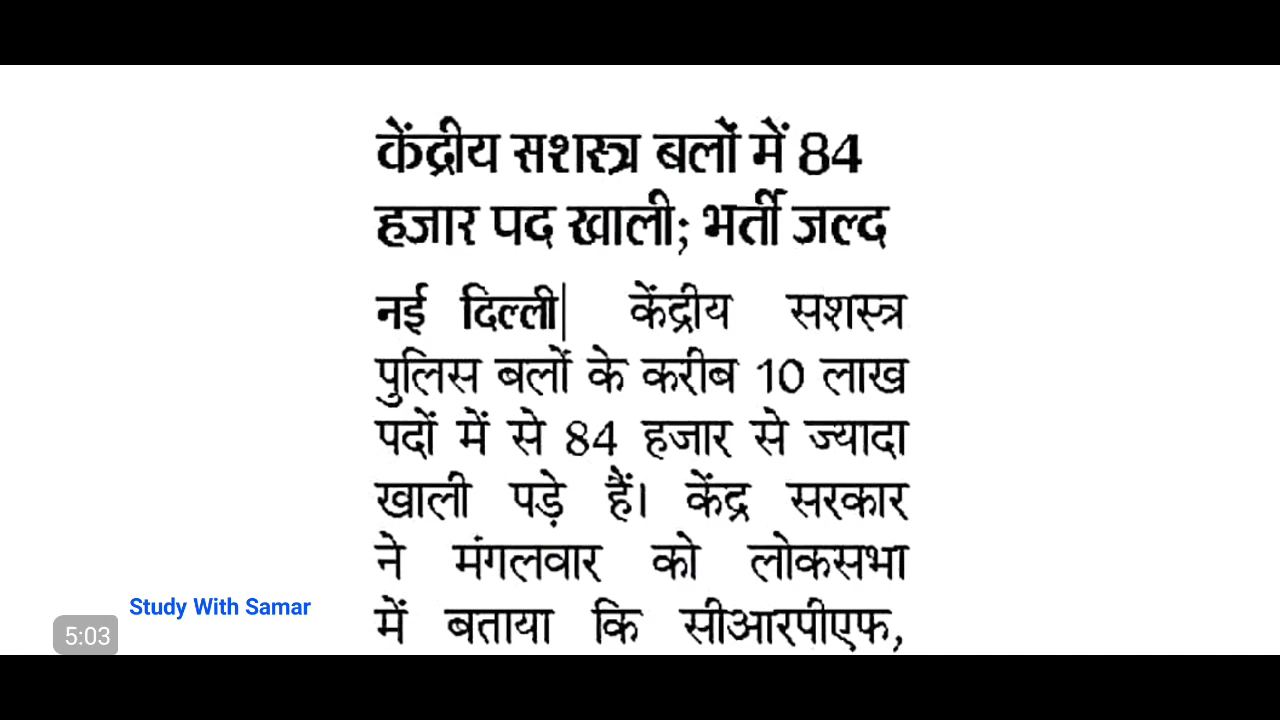 केंद्रीय सशस्त्र बलों में 84
हजार पद खाली; भर्ती जल्द
नई दिल्ली| केंद्रीय सशस्त्र
पुलिस बलों के करीब 10 लाख
पदों में से 84 हजार से ज्यादा
खाली पड़े हैं। केंद्र सरकार
ने मंगलवार को लोकसभा
में बताया कि सीआरपीएफ,
Study With Samar
5:03